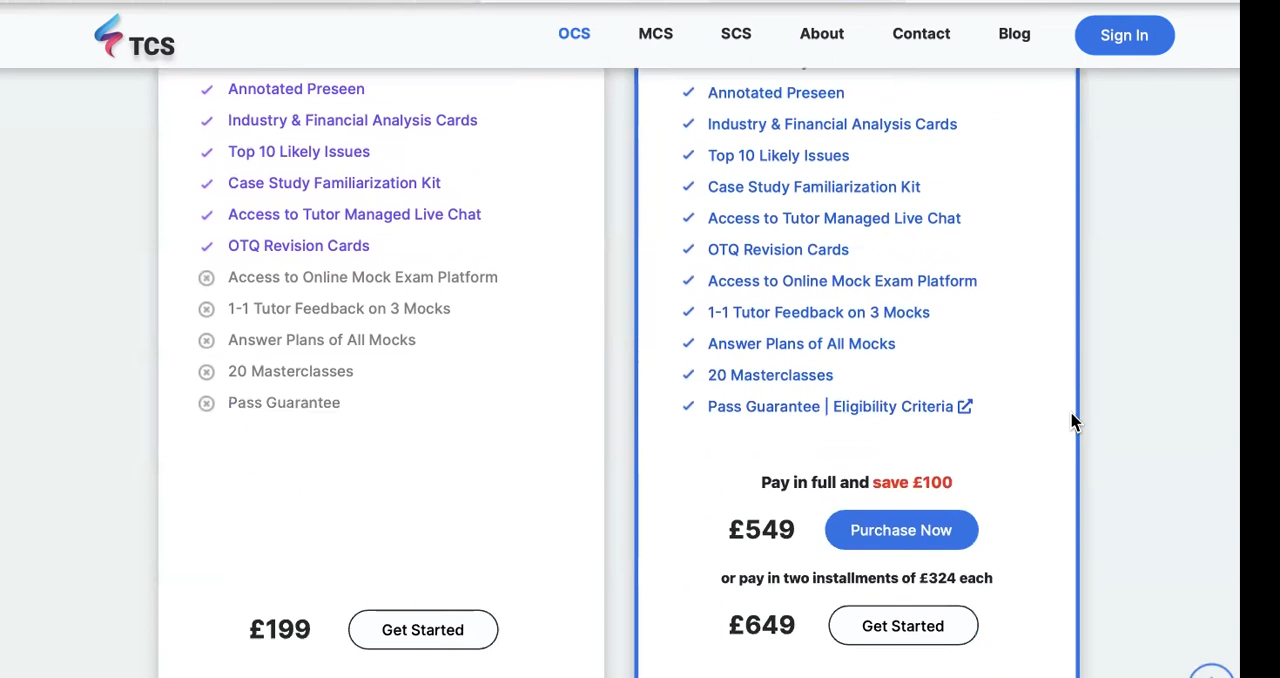 TCS
OCS
MCS
SCS
About
Contact
Blog
Sign In
Annotated Preseen
Industry & Financial Analysis Cards
Top 10 Likely Issues
Case Study Familiarization Kit
Access to Tutor Managed Live Chat
OTQ Revision Cards
Access to Online Mock Exam Platform
1-1 Tutor Feedback on 3 Mocks
Answer Plans of All Mocks
20 Masterclasses
Pass Guarantee
£199
Get Started
Annotated Preseen
Industry & Financial Analysis Cards
Top 10 Likely Issues
Case Study Familiarization Kit
Access to Tutor Managed Live Chat
OTQ Revision Cards
Access to Online Mock Exam Platform
1-1 Tutor Feedback on 3 Mocks
Answer Plans of All Mocks
20 Masterclasses
Pass Guarantee | Eligibility Criteria
Pay in full and save £100
£549
Purchase Now
or pay in two installments of £324 each
£649
Get Started